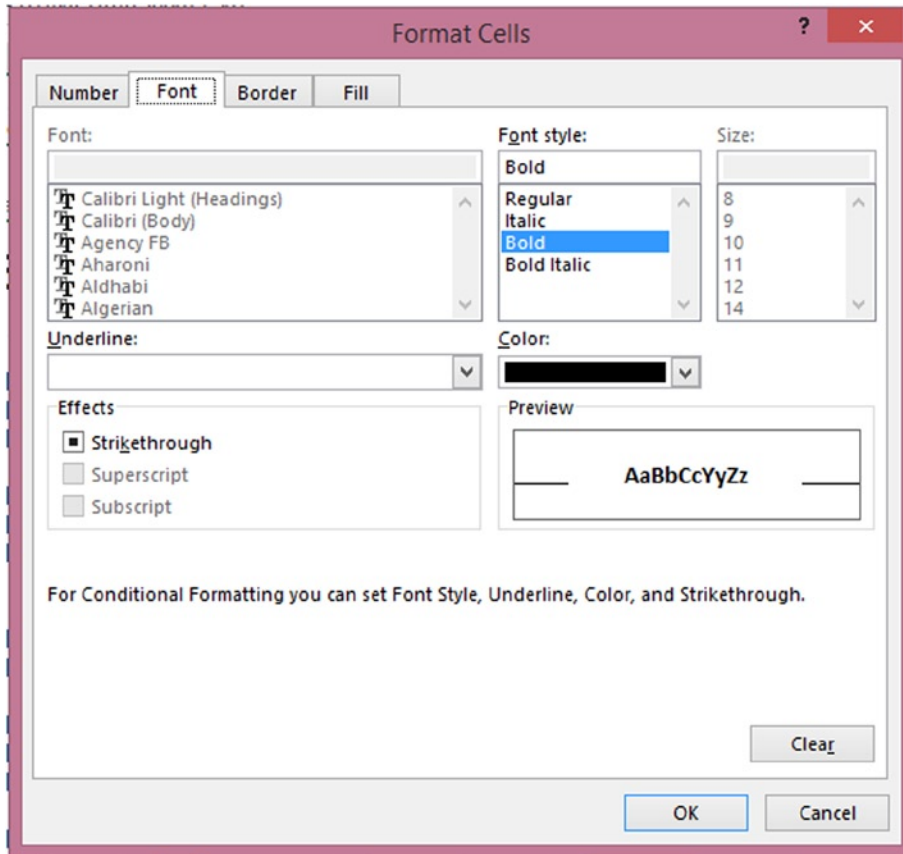 Format Cells
?
Number Font Border Fill
Font: Font style: Size:
Bold
Calibri Light (Headings) Regular 8
Calibri (Body) Italic 9
Agency FB Bold 10
Aharoni Bold Italic 11
Aldhabi 12
Algerian 14
Underline: Color:
Effects Preview
Strikethrough
Superscript AaBbCcYyZz
Subscript
For Conditional Formatting you can set Font Style, Underline, Color, and Strikethrough.
Clear
OK Cancel